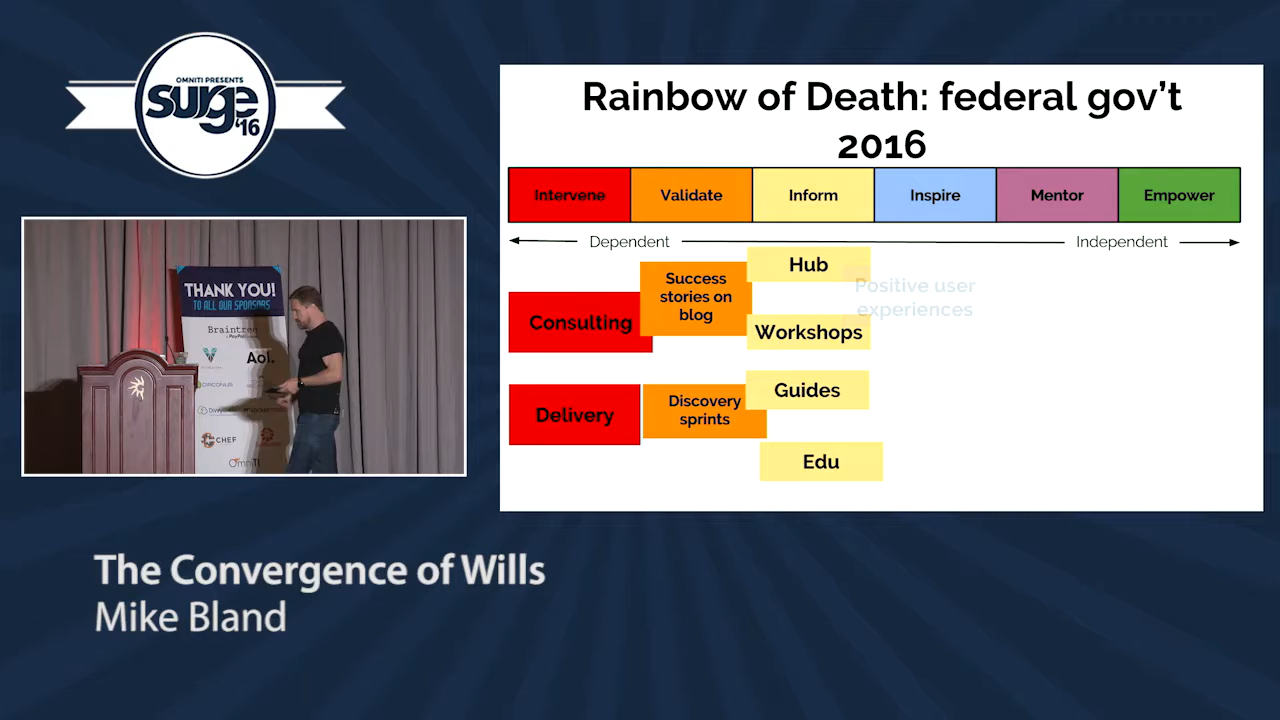 OMNITI PRESENTS
surge
'16
THANK YOU!
TO ALL OUR SPONSORS
Braintree
Aol.
CHEF
OmniTI
The Convergence of Wills
Mike Bland
Rainbow of Death: federal gov't
2016
Intervene
Validate
Inform
Inspire
Mentor
Empower
Dependent
Independent
Hub
Success
stories on
blog
Positive user
experiences
Consulting
Workshops
Guides
Discovery
sprints
Delivery
Edu